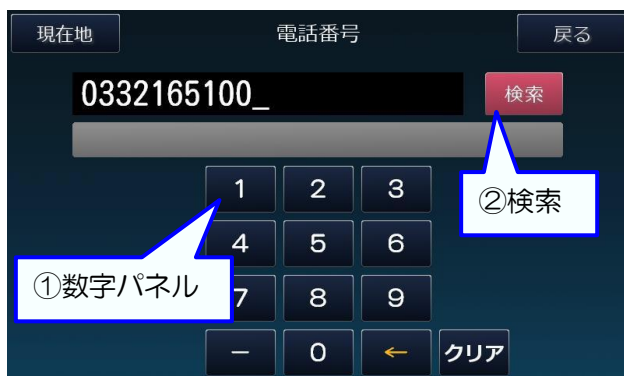 現在地 電話番号 戻る
0332165100_ 検索
1 2 3
②検索
4 5 6
①数字パネル
7 8 9
- 0 ← クリア